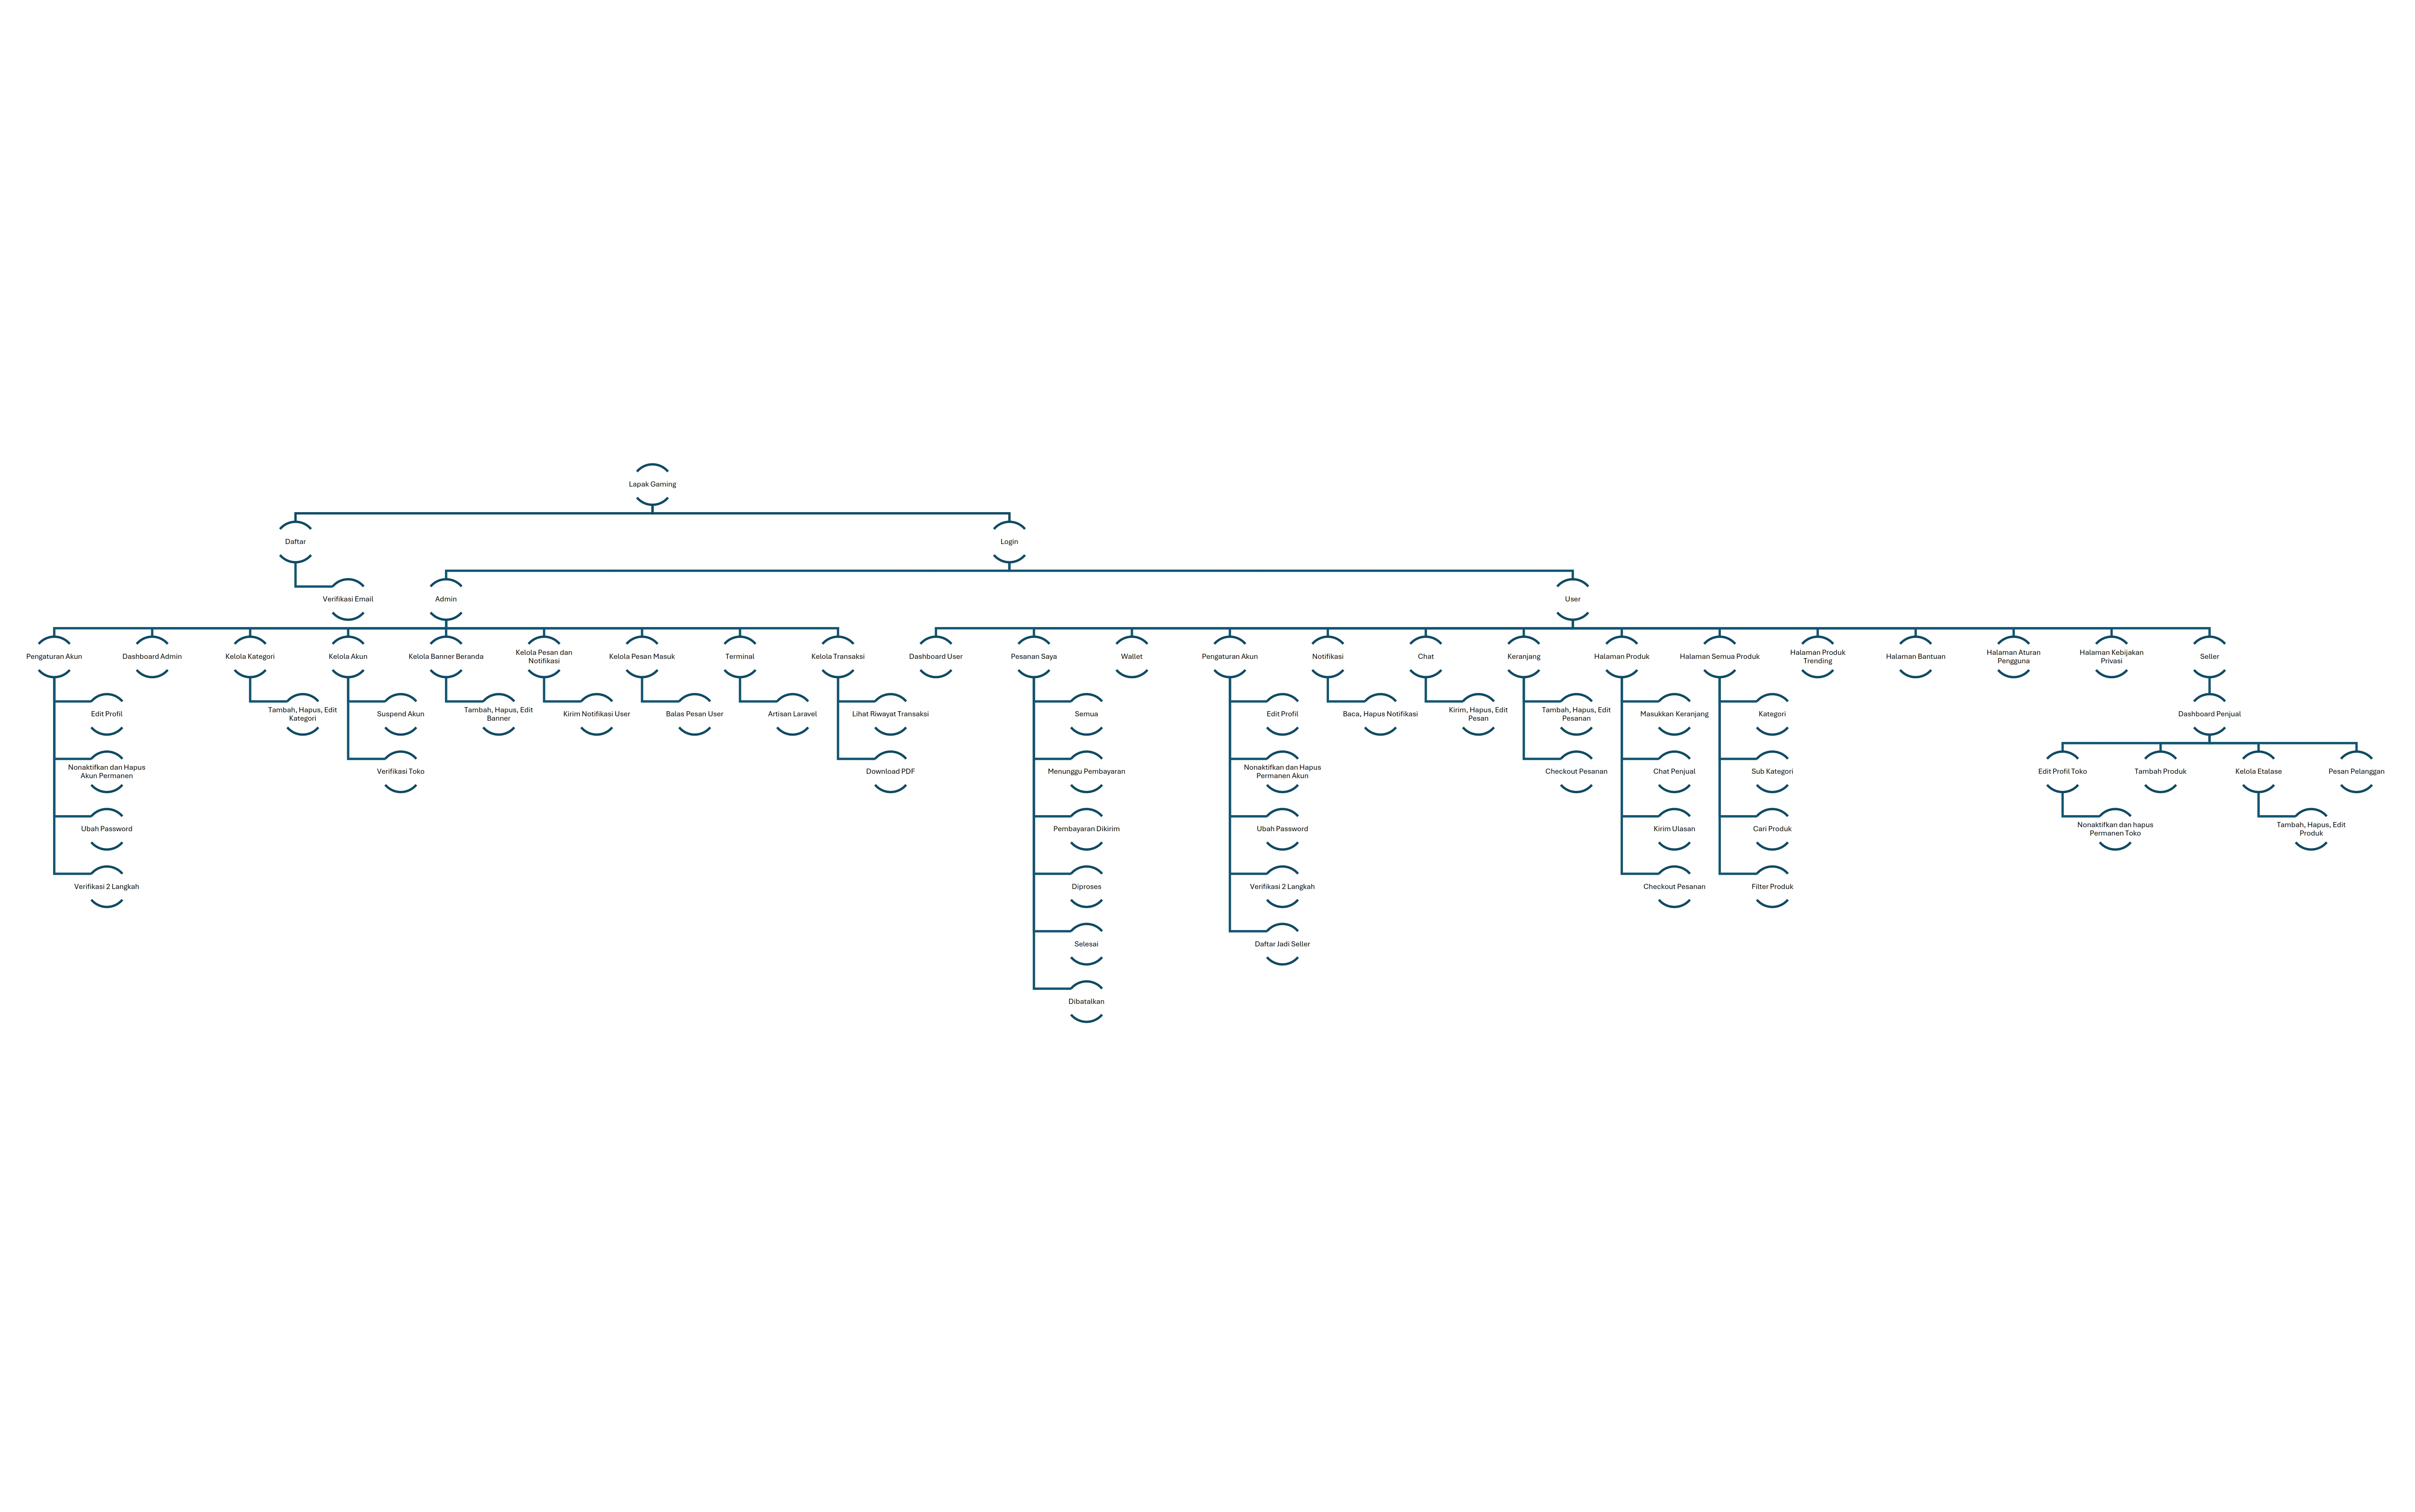 Lapak Gaming
Daftar
Login
Verifikasi Email
Admin
User
Pengaturan Akun
Dashboard Admin
Kelola Kategori
Kelola Akun
Kelola Banner Beranda
Kelola Pesan dan
Notifikasi
Kelola Pesan Masuk
Terminal
Kelola Transaksi
Dashboard User
Pesanan Saya
Wallet
Pengaturan Akun
Notifikasi
Chat
Keranjang
Halaman Produk
Halaman Semua Produk
Halaman Produk
Trending
Halaman Bantuan
Halaman Aturan
Pengguna
Halaman Kebijakan
Privasi
Seller
Edit Profil
Tambah, Hapus, Edit
Kategori
Suspend Akun
Tambah, Hapus, Edit
Banner
Kirim Notifikasi User
Balas Pesan User
Artisan Laravel
Lihat Riwayat Transaksi
Semua
Edit Profil
Baca, Hapus Notifikasi
Kirim, Hapus, Edit
Pesan
Tambah, Hapus, Edit
Pesanan
Masukkan Keranjang
Kategori
Dashboard Penjual
Nonaktifkan dan Hapus
Akun Permanen
Verifikasi Toko
Download PDF
Menunggu Pembayaran
Nonaktifkan dan Hapus
Permanen Akun
Checkout Pesanan
Chat Penjual
Sub Kategori
Edit Profil Toko
Tambah Produk
Kelola Etalase
Pesan Pelanggan
Ubah Password
Pembayaran Dikirim
Ubah Password
Kirim Ulasan
Cari Produk
Nonaktifkan dan hapus
Permanen Toko
Tambah, Hapus, Edit
Produk
Verifikasi 2 Langkah
Diproses
Verifikasi 2 Langkah
Checkout Pesanan
Filter Produk
Selesai
Daftar Jadi Seller
Dibatalkan